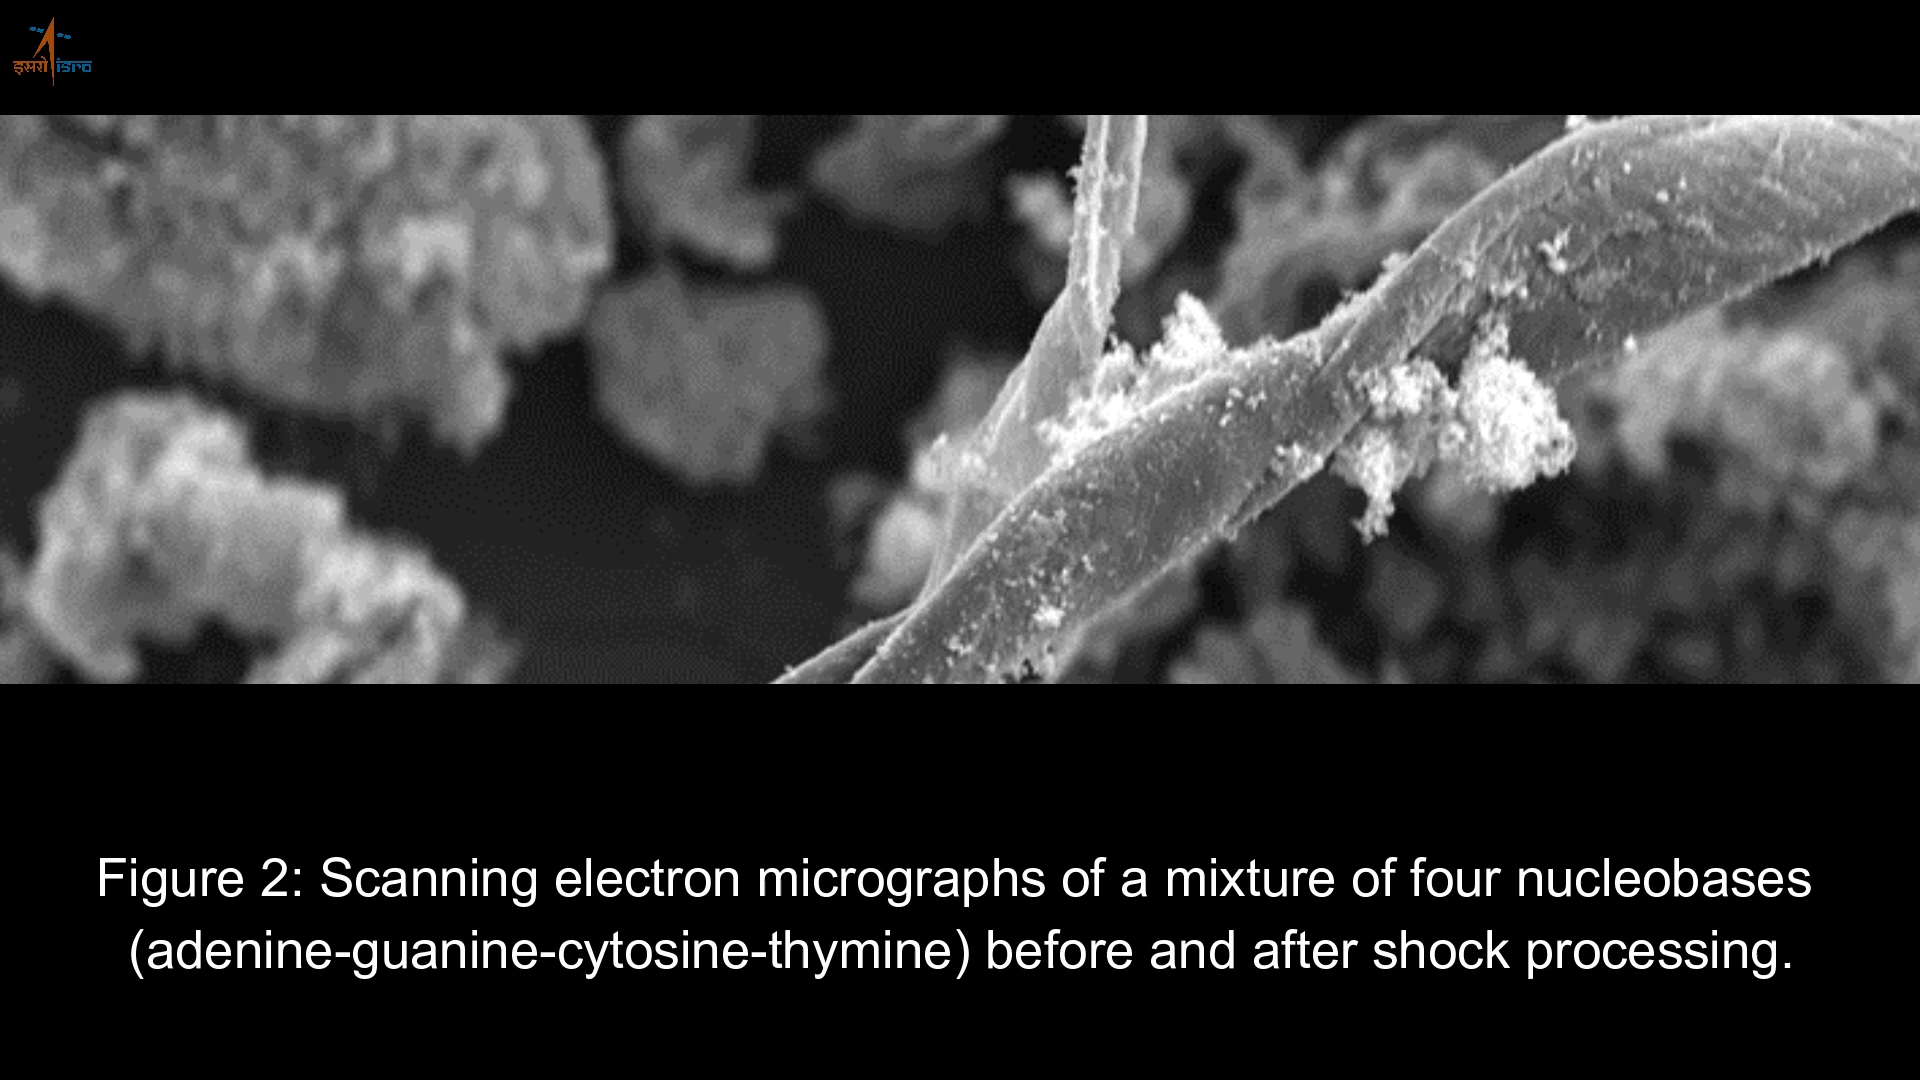 इसरो isro
Figure 2: Scanning electron micrographs of a mixture of four nucleobases
(adenine-guanine-cytosine-thymine) before and after shock processing.